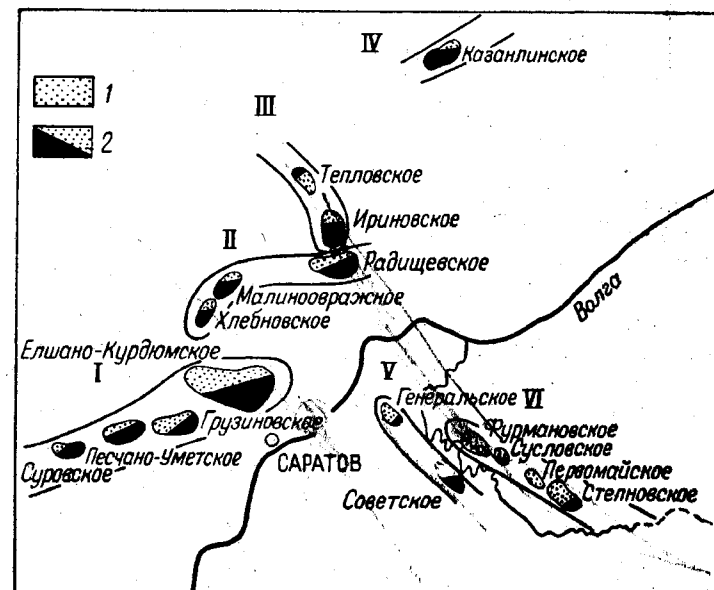 IV
Казанлинское
1
2
III
Тепловское
Ириновское
II
Радищевское
Малиноовражное
Хлебновское
Волга
Елшано-Курдюмское
I
V
Генеральское
VI
Грузиновское
Фурмановское
Сусловское
Песчано-Уметское
САРАТОВ
Первомайское
Суровское
Советское
Степновское